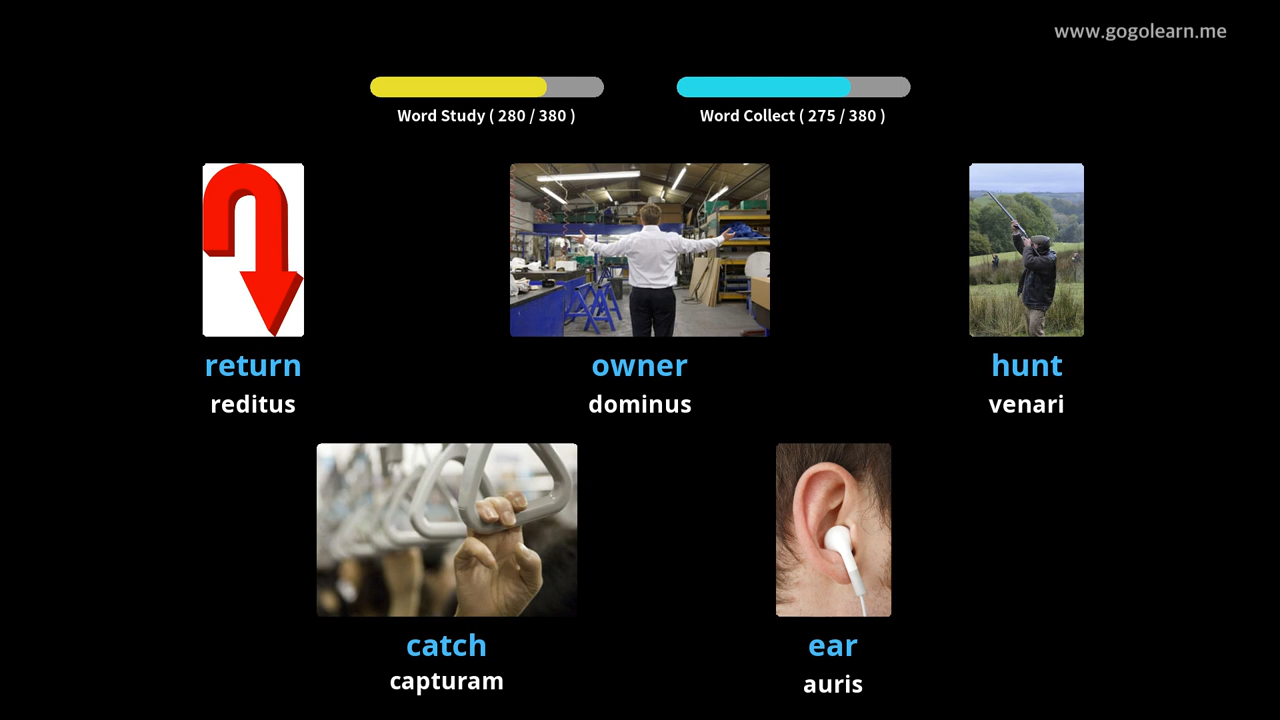 www.gogolearn.me
Word Study ( 280 / 380 )
Word Collect ( 275 / 380 )
return
owner
hunt
reditus
dominus
venari
catch
ear
capturam
auris